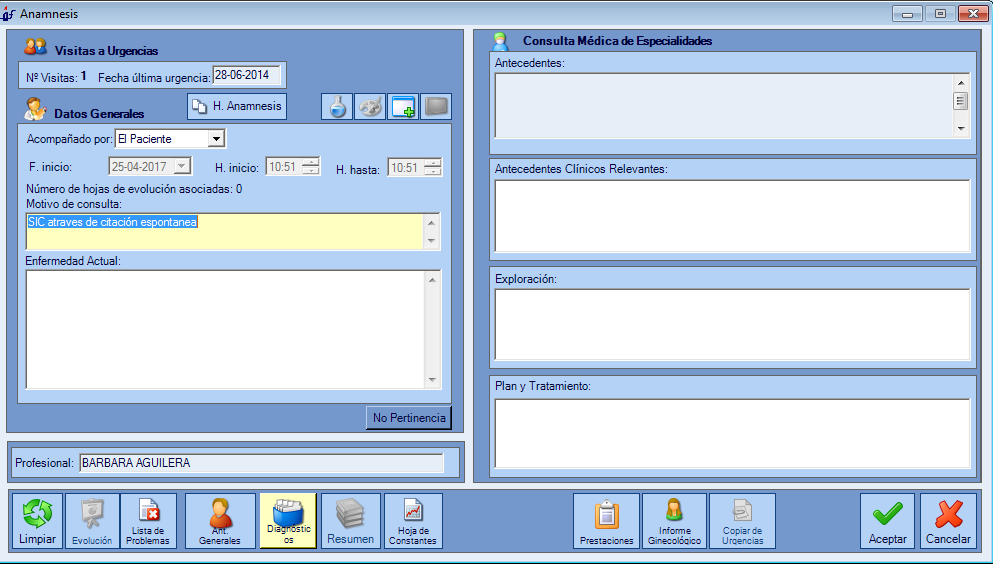 Anamnesis
Visitas a Urgencias
Nº Visitas: 1 Fecha última urgencia: 28-06-2014
Datos Generales
H. Anamnesis
Acompañado por: El Paciente
F. inicio: 25-04-2017 H. inicio: 10:51 H. hasta: 10:51
Número de hojas de evolución asociadas: 0
Motivo de consulta:
SIC atraves de citación espontanea
Enfermedad Actual:
No Pertinencia
Profesional: BARBARA AGUILERA
Consulta Médica de Especialidades
Antecedentes:
Antecedentes Clínicos Relevantes:
Exploración:
Plan y Tratamiento:
Limpiar
Evolución
Lista de
Problemas
Ant.
Generales
Diagnóstic
os
Resumen
Hoja de
Constantes
Prestaciones
Informe
Ginecológico
Copiar de
Urgencias
Aceptar
Cancelar